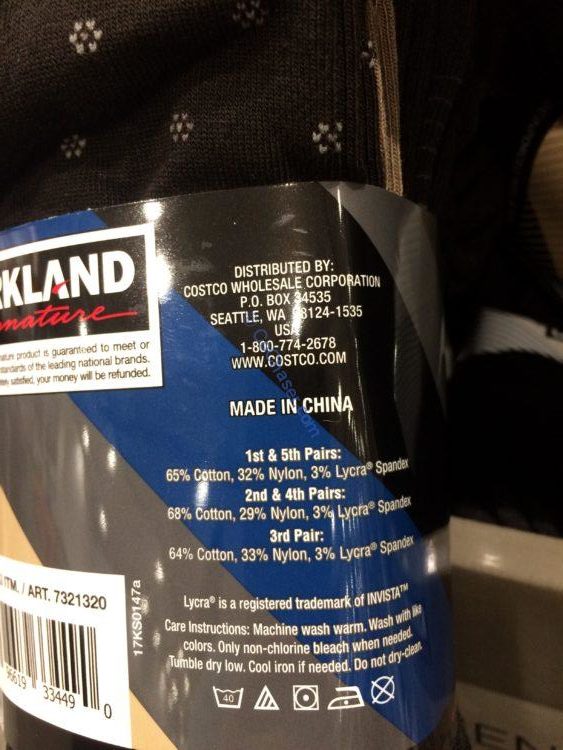 RKLAND
nature
nature product is guaranteed to meet or
standards of the leading national brands.
satisfied, your money will be refunded.
DISTRIBUTED BY:
COSTCO WHOLESALE CORPORATION
P.O. BOX 34535
SEATTLE, WA 98124-1535
USA
1-800-774-2678
WWW.COSTCO.COM
MADE IN CHINA
1st & 5th Pairs:
65% Cotton, 32% Nylon, 3% Lycra® Spandex
2nd & 4th Pairs:
68% Cotton, 29% Nylon, 3% Lycra® Spandex
3rd Pair:
64% Cotton, 33% Nylon, 3% Lycra® Spandex
Lycra® is a registered trademark of INVISTA™
Care Instructions: Machine wash warm. Wash with like
colors. Only non-chlorine bleach when needed.
Tumble dry low. Cool iron if needed. Do not dry-clean.
40
ITM. / ART. 7321320
96619 33449 0
17KS0147a
EN